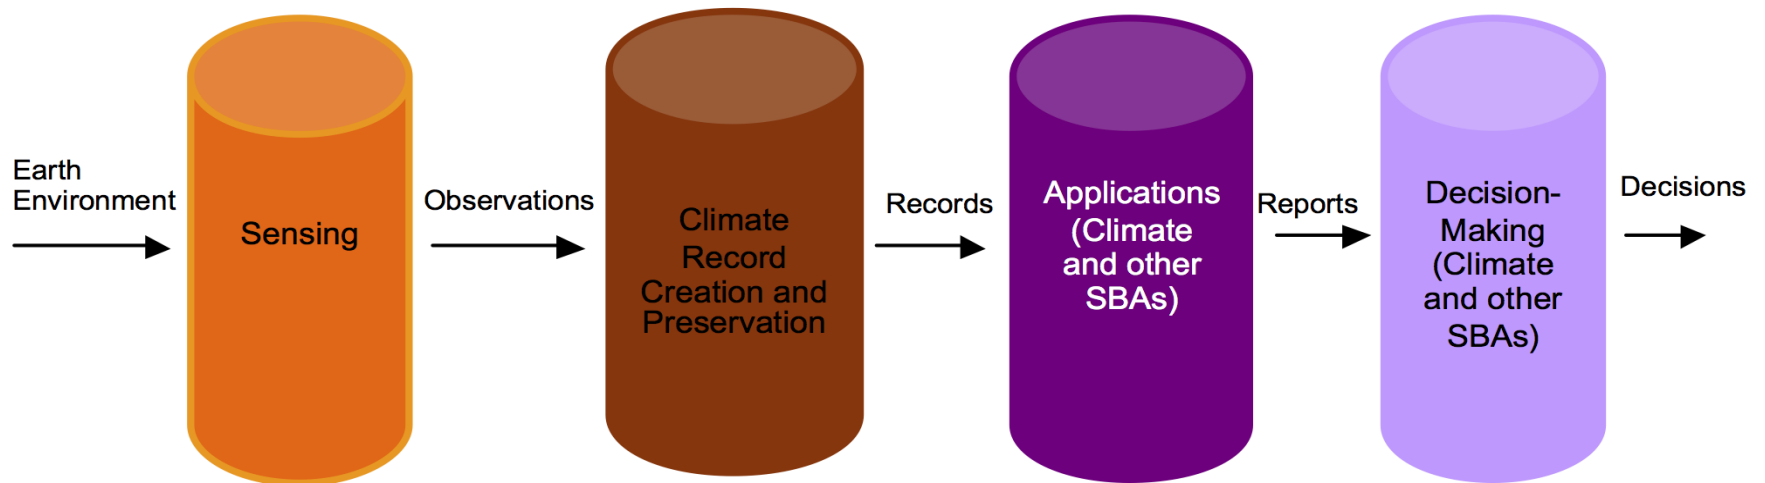 Earth
Environment
Sensing
Observations
Climate
Record
Creation and
Preservation
Records
Applications
(Climate
and other
SBAs)
Reports
Decision-
Making
(Climate
and other
SBAs)
Decisions